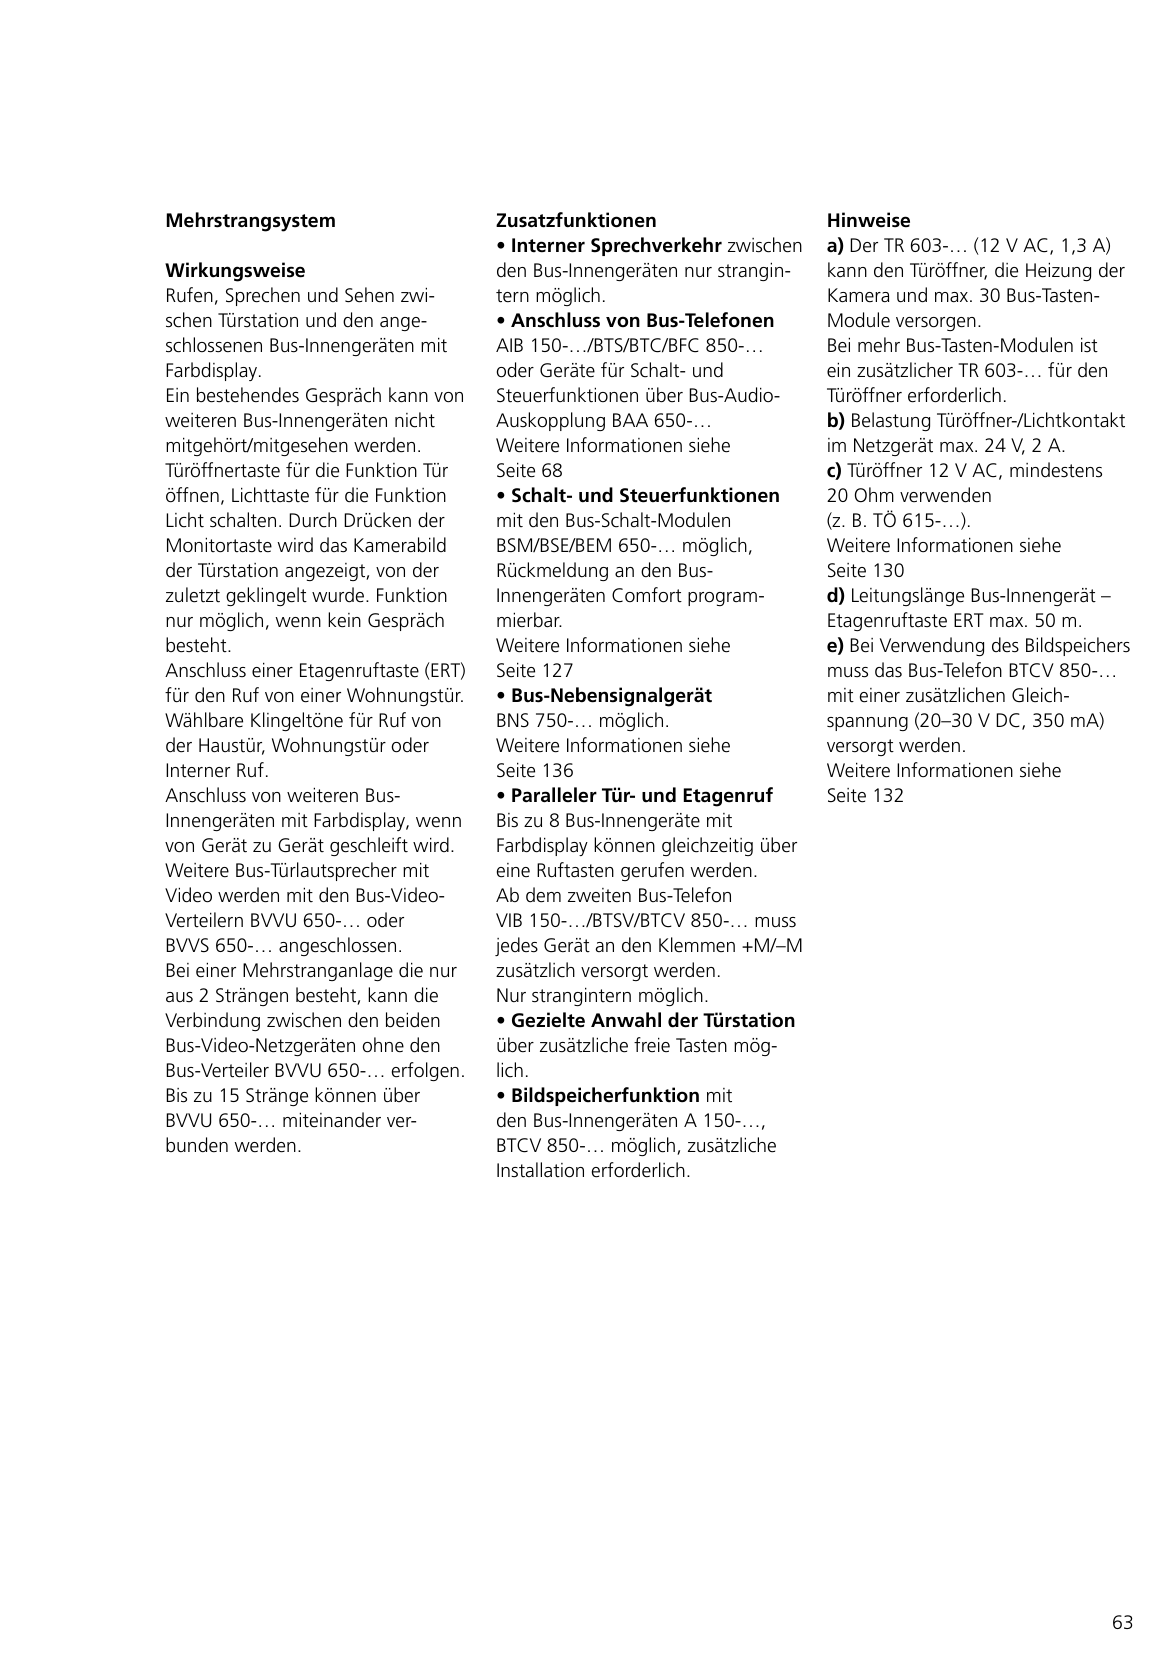 Mehrstrangsystem
Wirkungsweise
Rufen, Sprechen und Sehen zwi-
schen Türstation und den ange-
schlossenen Bus-Innengeräten mit
Farbdisplay.
Ein bestehendes Gespräch kann von
weiteren Bus-Innengeräten nicht
mitgehört/mitgesehen werden.
Türöffnertaste für die Funktion Tür
öffnen, Lichttaste für die Funktion
Licht schalten. Durch Drücken der
Monitortaste wird das Kamerabild
der Türstation angezeigt, von der
zuletzt geklingelt wurde. Funktion
nur möglich, wenn kein Gespräch
besteht.
Anschluss einer Etagenruftaste (ERT)
für den Ruf von einer Wohnungstür.
Wählbare Klingeltöne für Ruf von
der Haustür, Wohnungstür oder
Interner Ruf.
Anschluss von weiteren Bus-
Innengeräten mit Farbdisplay, wenn
von Gerät zu Gerät geschleift wird.
Weitere Bus-Türlautsprecher mit
Video werden mit den Bus-Video-
Verteilern BVVU 650-… oder
BVVS 650-… angeschlossen.
Bei einer Mehrstranganlage die nur
aus 2 Strängen besteht, kann die
Verbindung zwischen den beiden
Bus-Video-Netzgeräten ohne den
Bus-Verteiler BVVU 650-… erfolgen.
Bis zu 15 Stränge können über
BVVU 650-… miteinander ver-
bunden werden.
Zusatzfunktionen
• Interner Sprechverkehr zwischen
den Bus-Innengeräten nur strangin-
tern möglich.
• Anschluss von Bus-Telefonen
AIB 150-…/BTS/BTC/BFC 850-…
oder Geräte für Schalt- und
Steuerfunktionen über Bus-Audio-
Auskopplung BAA 650-…
Weitere Informationen siehe
Seite 68
• Schalt- und Steuerfunktionen
mit den Bus-Schalt-Modulen
BSM/BSE/BEM 650-… möglich,
Rückmeldung an den Bus-
Innengeräten Comfort program-
mierbar.
Weitere Informationen siehe
Seite 127
• Bus-Nebensignalgerät
BNS 750-… möglich.
Weitere Informationen siehe
Seite 136
• Paralleler Tür- und Etagenruf
Bis zu 8 Bus-Innengeräte mit
Farbdisplay können gleichzeitig über
eine Ruftasten gerufen werden.
Ab dem zweiten Bus-Telefon
VIB 150-…/BTSV/BTCV 850-… muss
jedes Gerät an den Klemmen +M/–M
zusätzlich versorgt werden.
Nur strangintern möglich.
• Gezielte Anwahl der Türstation
über zusätzliche freie Tasten mög-
lich.
• Bildspeicherfunktion mit
den Bus-Innengeräten A 150-…,
BTCV 850-… möglich, zusätzliche
Installation erforderlich.
Hinweise
a) Der TR 603-… (12 V AC, 1,3 A)
kann den Türöffner, die Heizung der
Kamera und max. 30 Bus-Tasten-
Module versorgen.
Bei mehr Bus-Tasten-Modulen ist
ein zusätzlicher TR 603-… für den
Türöffner erforderlich.
b) Belastung Türöffner-/Lichtkontakt
im Netzgerät max. 24 V, 2 A.
c) Türöffner 12 V AC, mindestens
20 Ohm verwenden
(z. B. TÖ 615-…).
Weitere Informationen siehe
Seite 130
d) Leitungslänge Bus-Innengerät –
Etagenruftaste ERT max. 50 m.
e) Bei Verwendung des Bildspeichers
muss das Bus-Telefon BTCV 850-…
mit einer zusätzlichen Gleich-
spannung (20–30 V DC, 350 mA)
versorgt werden.
Weitere Informationen siehe
Seite 132
63